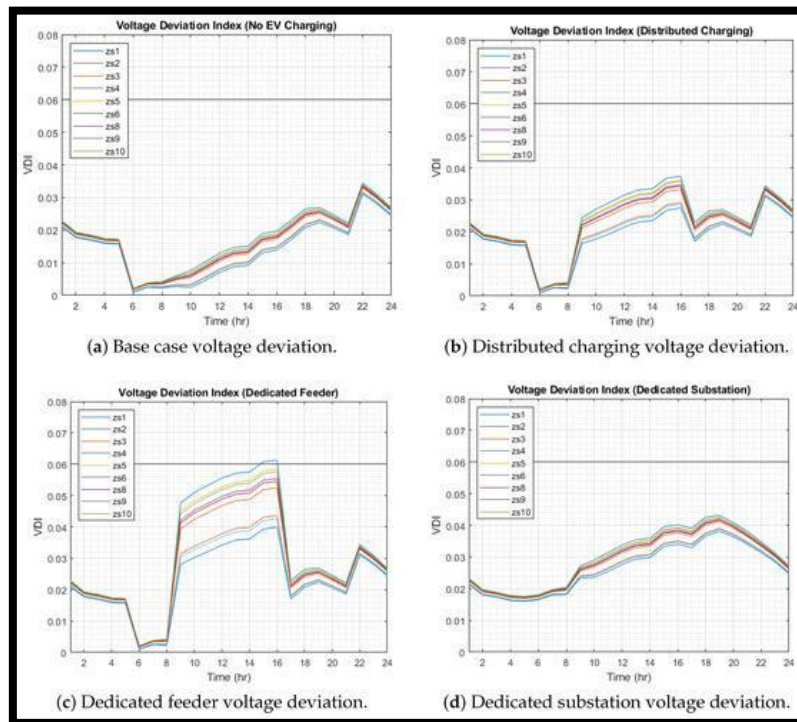 Voltage Deviation Index (No EV Charging)
0.08
0.07
0.06
0.05
0.04
0.03
0.02
0.01
0
VDI
zs1
zs2
zs3
zs4
zs5
zs6
zs8
zs9
zs10
2 4 6 8 10 12 14 16 18 20 22 24
Time (hr)
(a) Base case voltage deviation.
Voltage Deviation Index (Distributed Charging)
0.08
0.07
0.06
0.05
0.04
0.03
0.02
0.01
0
VDI
zs1
zs2
zs3
zs4
zs5
zs6
zs8
zs9
zs10
2 4 6 8 10 12 14 16 18 20 22 24
Time (hr)
(b) Distributed charging voltage deviation.
Voltage Deviation Index (Dedicated Feeder)
0.08
0.07
0.06
0.05
0.04
0.03
0.02
0.01
0
VDI
zs1
zs2
zs3
zs4
zs5
zs6
zs8
zs9
zs10
2 4 6 8 10 12 14 16 18 20 22 24
Time (hr)
(c) Dedicated feeder voltage deviation.
Voltage Deviation Index (Dedicated Substation)
0.08
0.07
0.06
0.05
0.04
0.03
0.02
0.01
0
VDI
zs1
zs2
zs3
zs4
zs5
zs6
zs8
zs9
zs10
2 4 6 8 10 12 14 16 18 20 22 24
Time (hr)
(d) Dedicated substation voltage deviation.